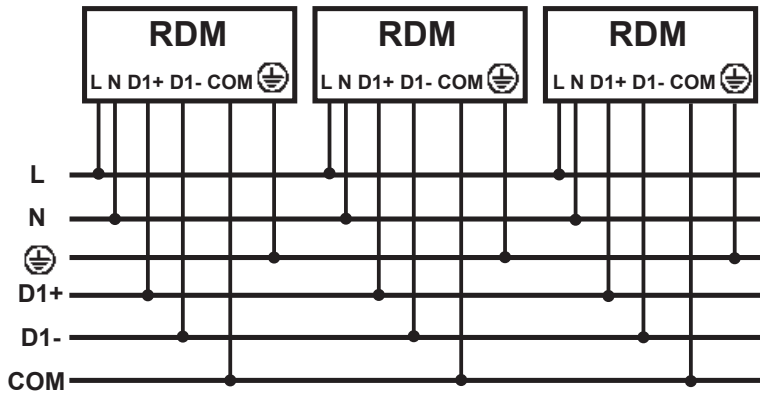 RDM RDM RDM
L N D1+ D1- COM L N D1+ D1- COM L N D1+ D1- COM
L
N
D1+
D1-
COM